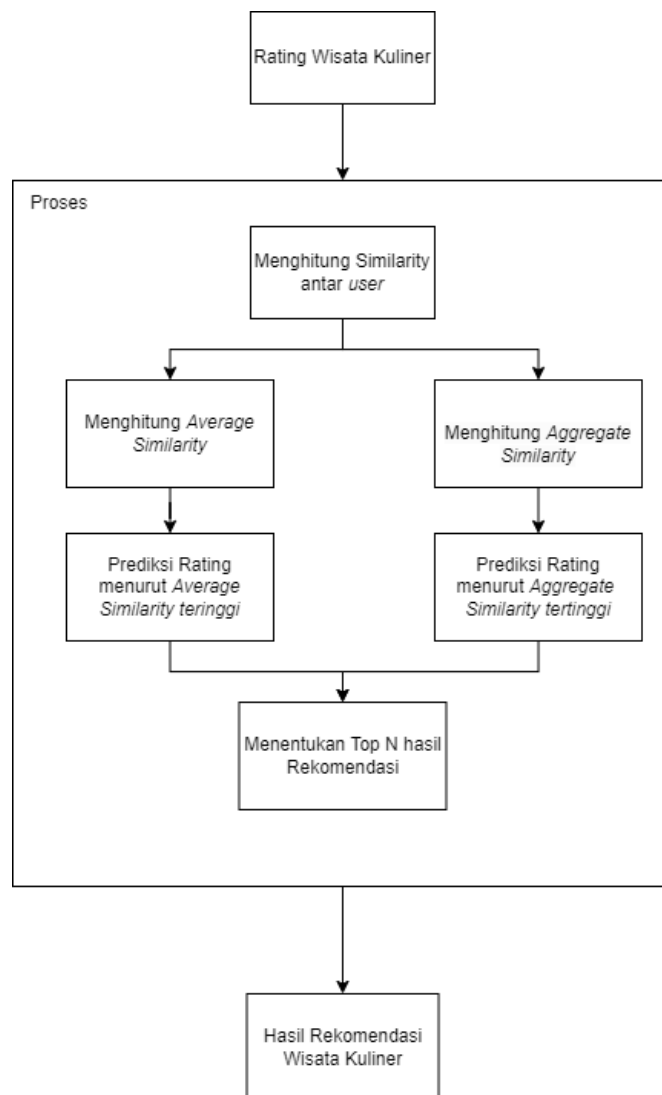 Rating Wisata Kuliner
Proses
Menghitung Similarity
antar user
Menghitung Average
Similarity
Menghitung Aggregate
Similarity
Prediksi Rating
menurut Average
Similarity teringgi
Prediksi Rating
menurut Aggregate
Similarity tertinggi
Menentukan Top N hasil
Rekomendasi
Hasil Rekomendasi
Wisata Kuliner